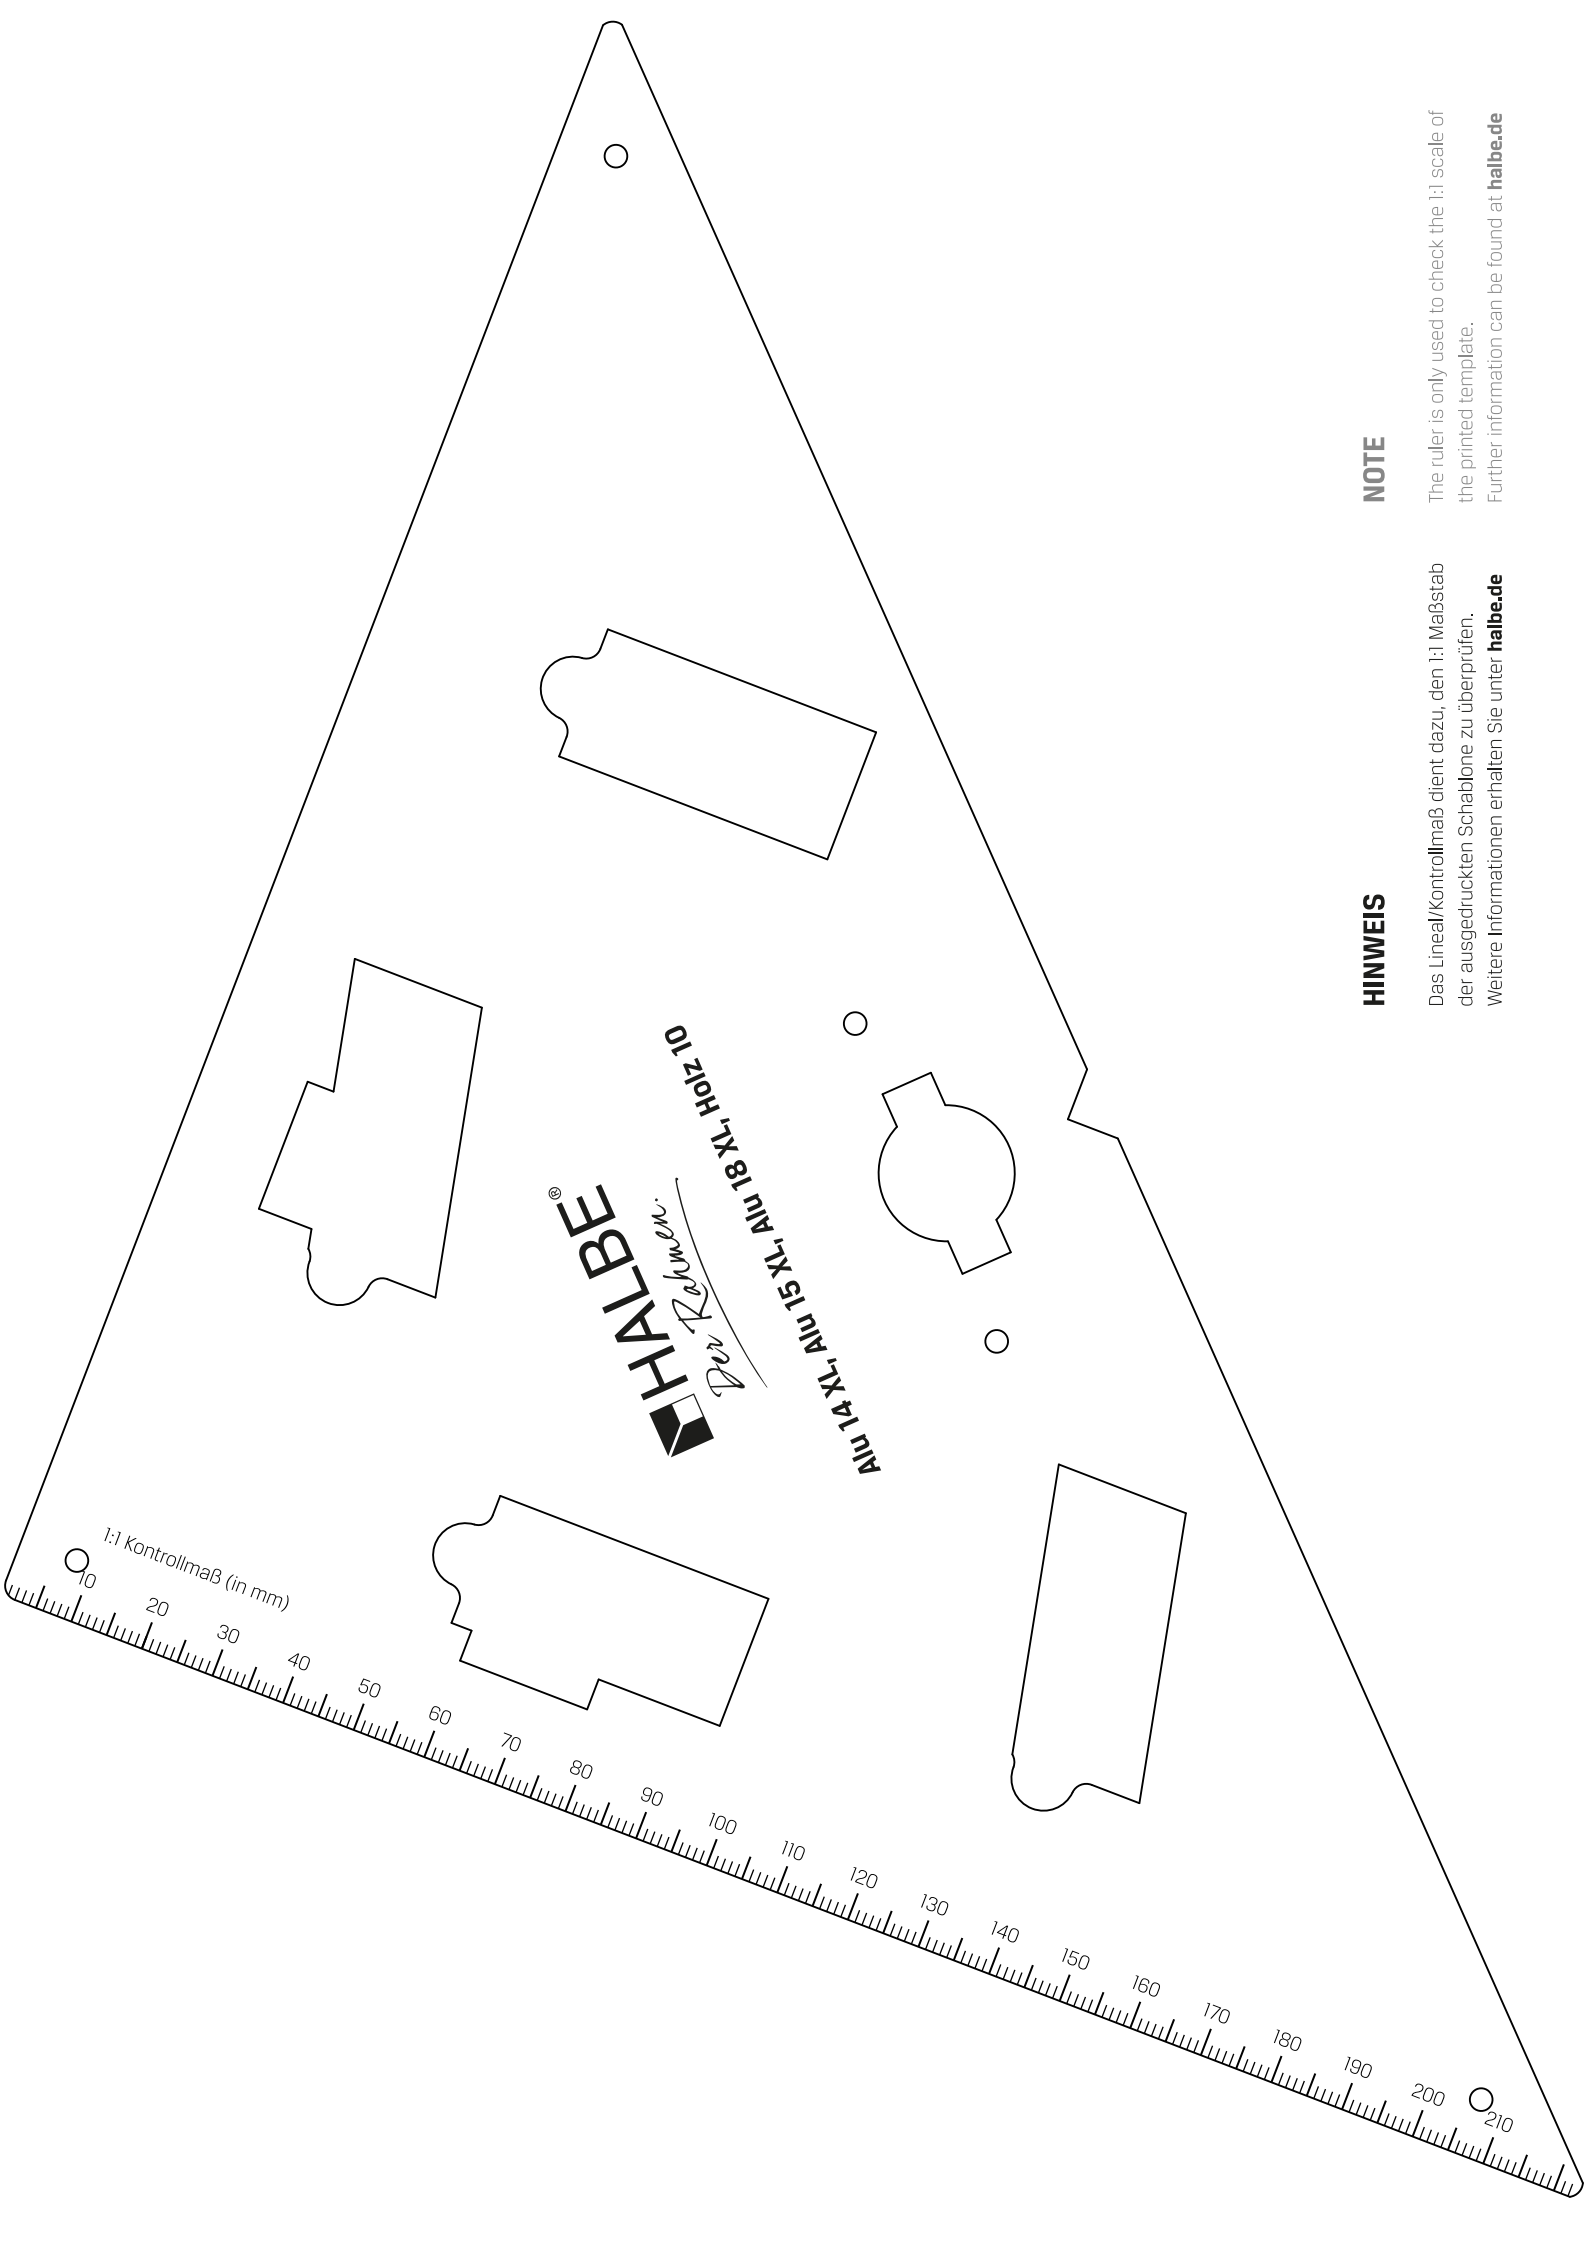 HALBE®
Der Rahmen.
Alu 14 XL, Alu 15 XL, Alu 18 XL, Holz 10
1:1 Kontrollmaß (in mm)
10 20 30 40 50 60 70 80 90 100 110 120 130 140 150 160 170 180 190 200 210
HINWEIS
Das Lineal/Kontrollmaß dient dazu, den 1:1 Maßstab
der ausgedruckten Schablone zu überprüfen.
Weitere Informationen erhalten Sie unter halbe.de
NOTE
The ruler is only used to check the 1:1 scale of
the printed template.
Further information can be found at halbe.de